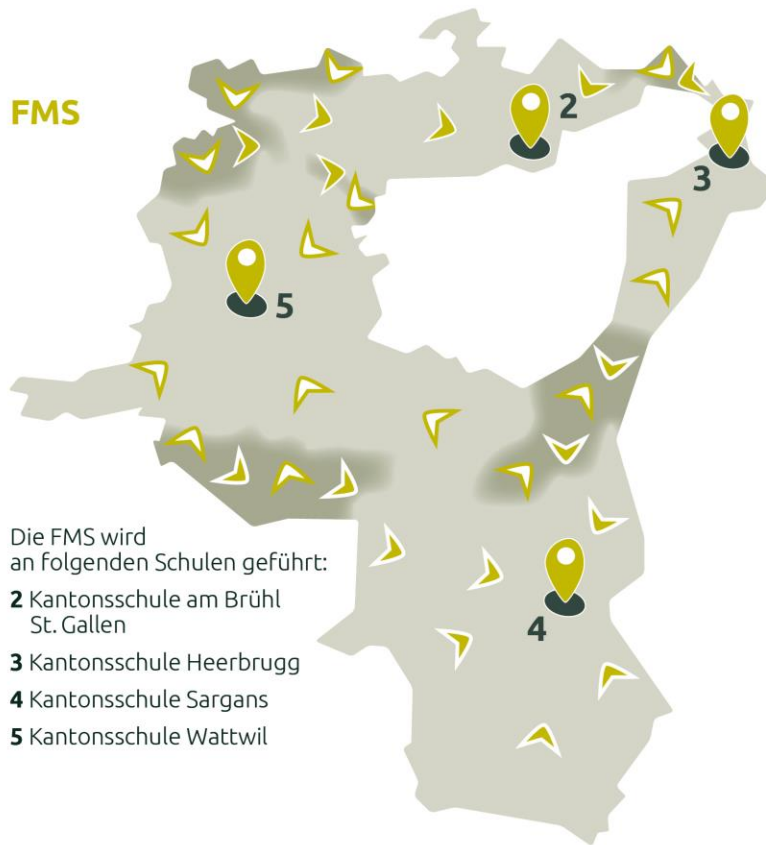 FMS
2
3
5
4
Die FMS wird
an folgenden Schulen geführt:
2 Kantonsschule am Brühl
St. Gallen
3 Kantonsschule Heerbrugg
4 Kantonsschule Sargans
5 Kantonsschule Wattwil